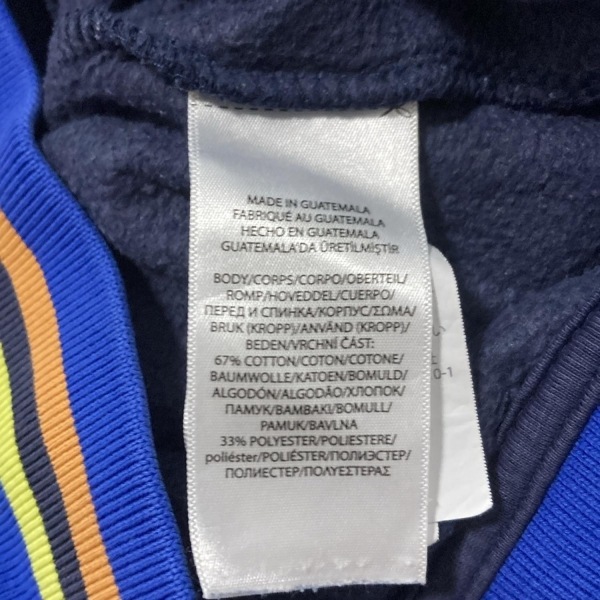 MADE IN GUATEMALA
FABRIQUÉ AU GUATEMALA
HECHO EN GUATEMALA
GUATEMALA'DA ÜRETİLMİŞTİR
BODY/CORPS/CORPO/OBERTEIL/
ROMP/HOVEDDEL/CUERPO/
ПЕРЕД И СПИНКА/КОРПУС/ΣΩΜΑ/
BRUK (KROPP)/ANVÄND (KROPP)/
BEDEN/VRCHNÍ ČÁST:
67% COTTON/COTON/COTONE/
BAUMWOLLE/KATOEN/BOMULD/
ALGODÓN/ALGODÃO/ХЛОПОК/
ПАМУК/ΒΑΜΒΑΚΙ/BOMULL/
PAMUK/BAVLNA
33% POLYESTER/POLIESTERE/
poliéster/POLIÉSTER/ПОЛИЭСТЕР/
ПОЛИЕСТЕР/ΠΟΛΥΕΣΤΕΡΑΣ
0-1